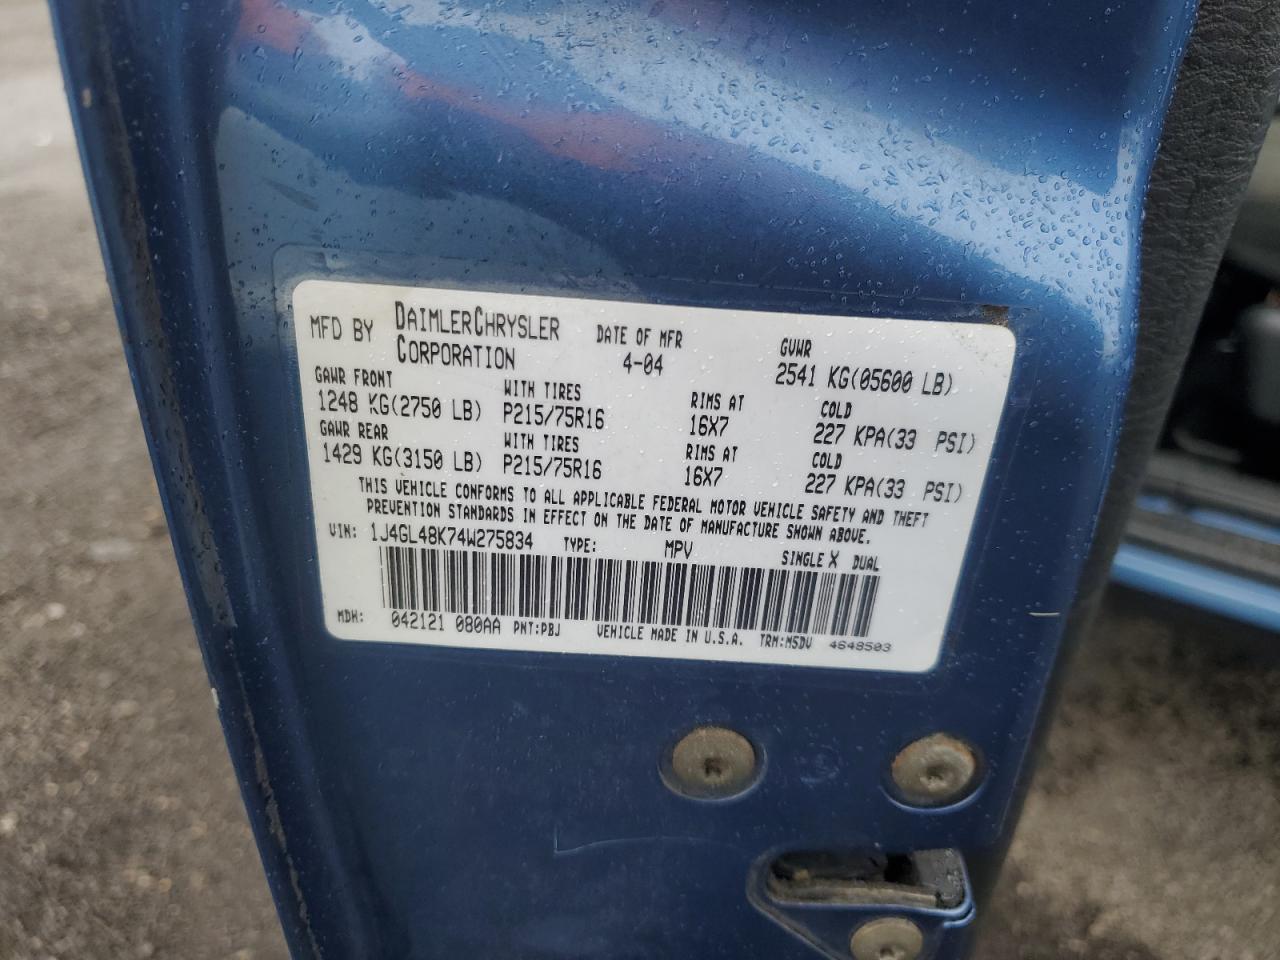 MFD BY DAIMLERCHRYSLER CORPORATION DATE OF MFR 4-04 GVWR 2541 KG(05600 LB)
GAWR FRONT WITH TIRES RIMS AT COLD
1248 KG(2750 LB) P215/75R16 16X7 227 KPA(33 PSI)
GAWR REAR WITH TIRES RIMS AT COLD
1429 KG(3150 LB) P215/75R16 16X7 227 KPA(33 PSI)
THIS VEHICLE CONFORMS TO ALL APPLICABLE FEDERAL MOTOR VEHICLE SAFETY AND THEFT
PREVENTION STANDARDS IN EFFECT ON THE DATE OF MANUFACTURE SHOWN ABOVE.
VIN: 1J4GL48K74W275834 TYPE: MPV SINGLE X DUAL
MDH: 042121 080AA PNT:PBJ VEHICLE MADE IN U.S.A. TRM:M5DV 4648503